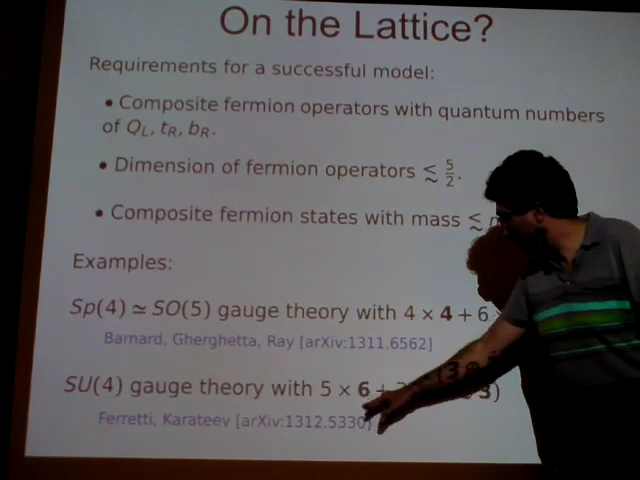 On the Lattice?
Requirements for a successful model:
• Composite fermion operators with quantum numbers
of Q_L, t_R, b_R.
• Dimension of fermion operators ≲ 5/2.
• Composite fermion states with mass ≲
Examples:
Sp(4) ≃ SO(5) gauge theory with 4 × 4 + 6
Barnard, Gherghetta, Ray [arXiv:1311.6562]
SU(4) gauge theory with 5 × 6 +
Ferretti, Karateev [arXiv:1312.5330]